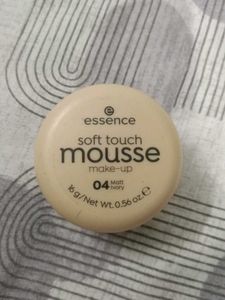 essence
soft touch
mousse
make-up
04 Matt
Ivory
16 g/Net Wt. 0.56 oz. e